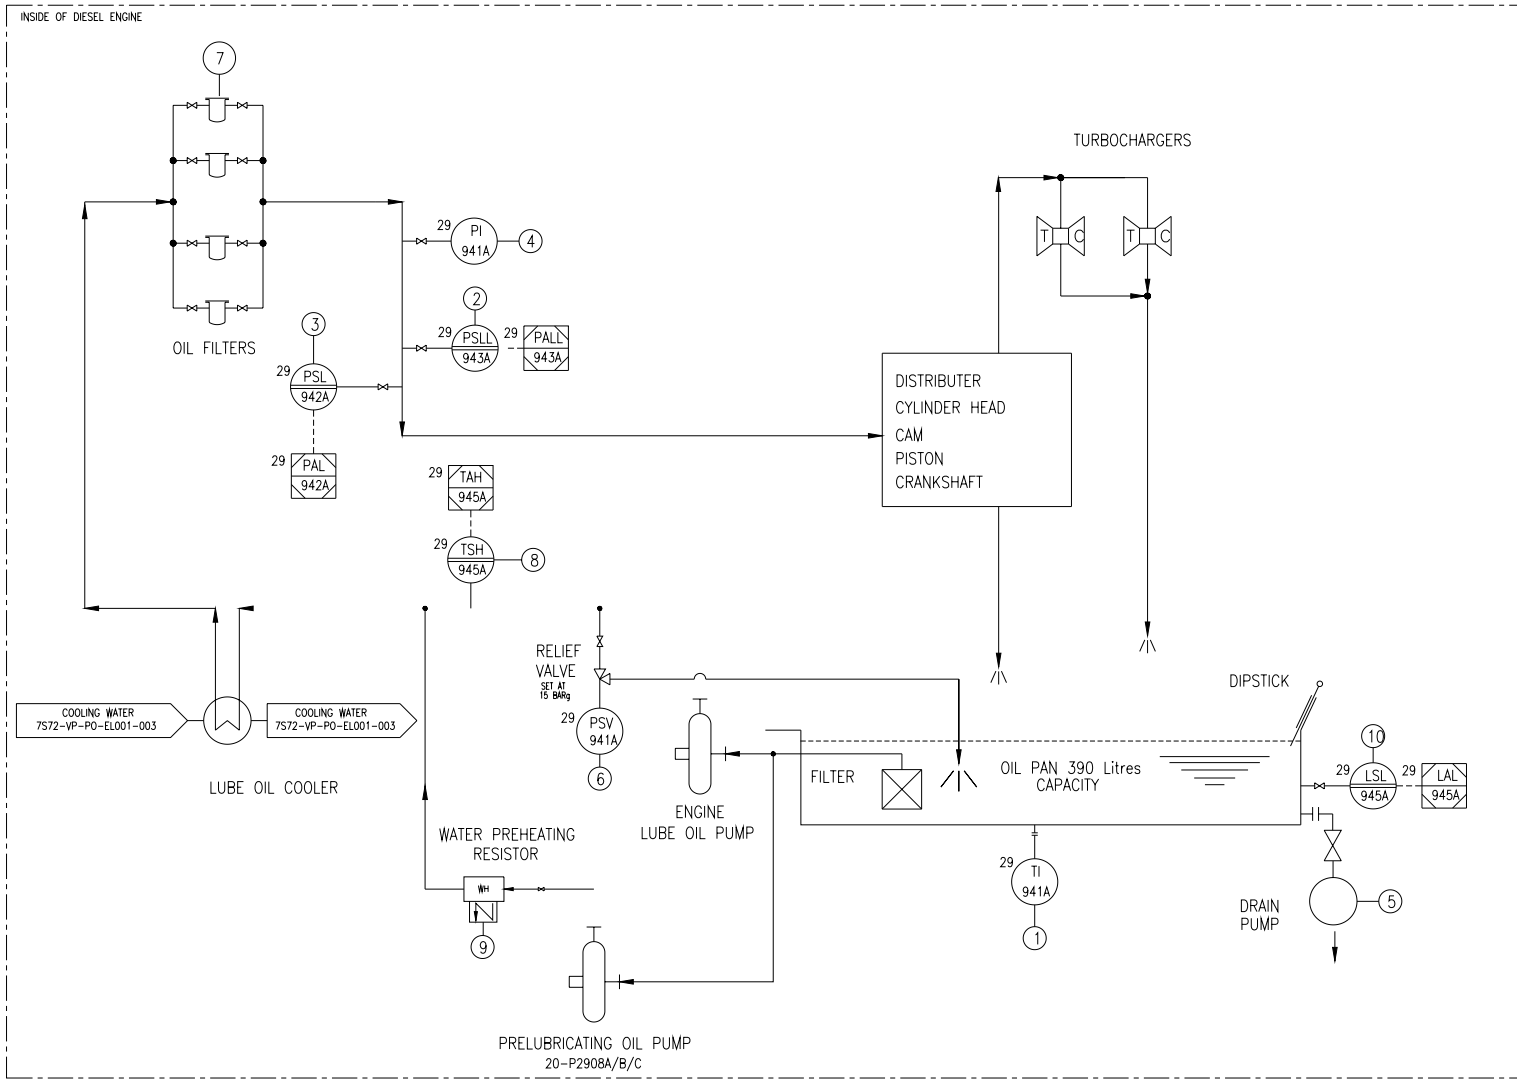 INSIDE OF DIESEL ENGINE
7
OIL FILTERS
TURBOCHARGERS
T C
T C
29
PI
941A
4
2
29
PSLL
943A
29
PALL
943A
3
29
PSL
942A
29
PAL
942A
DISTRIBUTER
CYLINDER HEAD
CAM
PISTON
CRANKSHAFT
29
TAH
945A
29
TSH
945A
8
RELIEF
VALVE
SET AT
15 BARg
29
PSV
941A
6
COOLING WATER
7S72-VP-PO-EL001-003
COOLING WATER
7S72-VP-PO-EL001-003
LUBE OIL COOLER
ENGINE
LUBE OIL PUMP
FILTER
OIL PAN 390 Litres
CAPACITY
DIPSTICK
10
29
LSL
945A
29
LAL
945A
WATER PREHEATING
RESISTOR
WH
9
29
TI
941A
1
DRAIN
PUMP
5
PRELUBRICATING OIL PUMP
20-P2908A/B/C